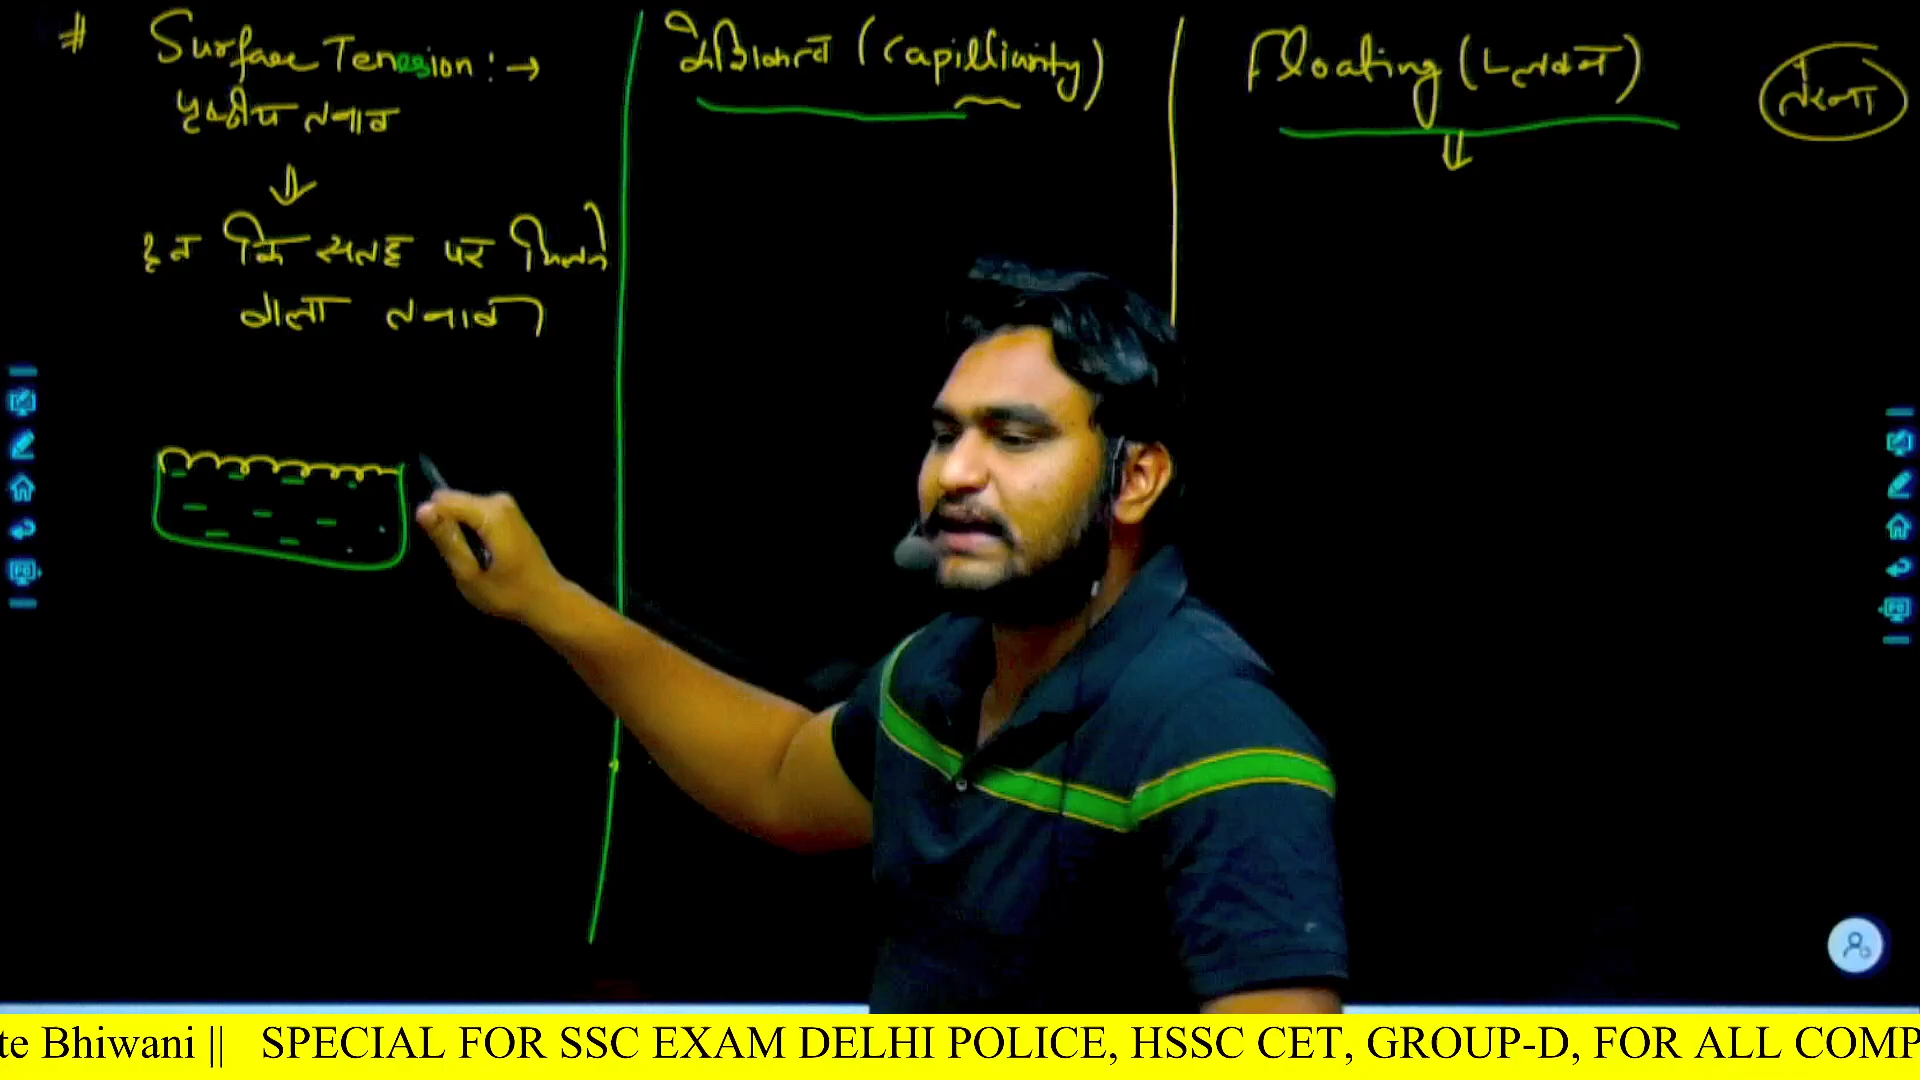 # Surface Tension :→
पृष्ठीय तनाव
द्रव कि सतह पर मिलने
वाला तनाव
केशिकत्व (Capilliarity)
Floating (प्लवन)
तैरना
te Bhiwani || SPECIAL FOR SSC EXAM DELHI POLICE, HSSC CET, GROUP-D, FOR ALL COMP